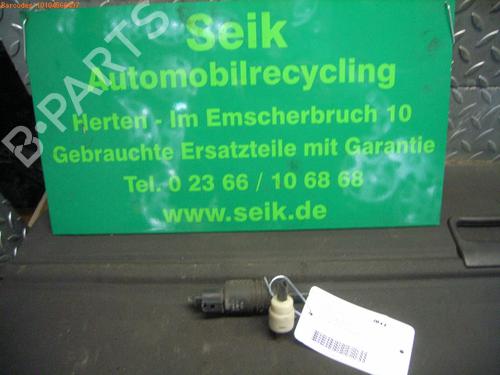 B-PARTS
Seik
Automobilrecycling
Herten - Im Emscherbruch 10
Gebrauchte Ersatzteile mit Garantie
Tel. 0 23 66 / 10 68 68
www.seik.de